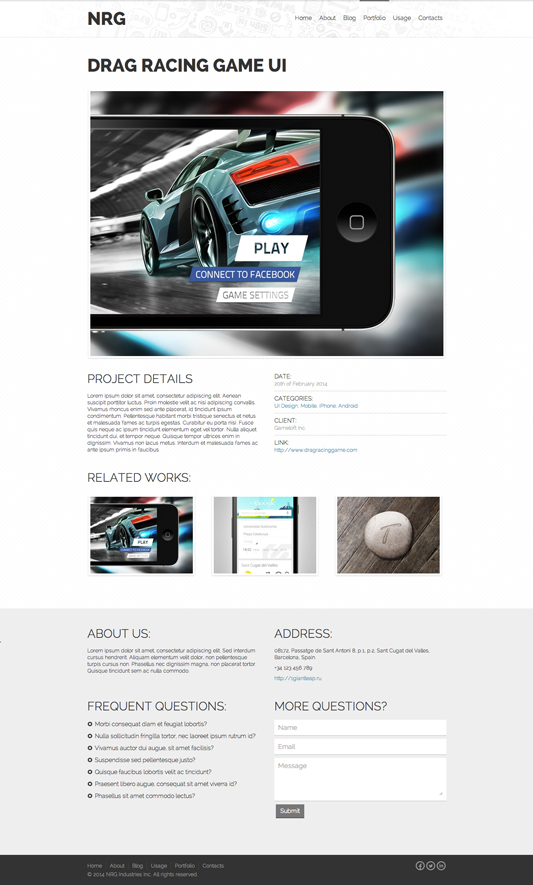 NRG
Home About Blog Portfolio Usage Contacts
DRAG RACING GAME UI
PLAY
CONNECT TO FACEBOOK
GAME SETTINGS
PROJECT DETAILS
Lorem ipsum dolor sit amet, consectetur adipiscing elit. Aenean
suscipit porttitor luctus. Proin molestie velit ac nisi adipiscing convallis.
Vivamus rhoncus enim sed ante placerat, id tincidunt ipsum
condimentum. Pellentesque habitant morbi tristique senectus et netus
et malesuada fames ac turpis egestas. Curabitur eu porta nisi. Fusce
quis neque ac ipsum tincidunt elementum eget vel tortor. Nulla aliquet
tincidunt dui, et tempor neque. Quisque tempor ultrices enim in
dignissim. Vivamus non lacus metus. Interdum et malesuada fames ac
ante ipsum primis in faucibus.
DATE:
20th of February 2014
CATEGORIES:
UI Design, Mobile, iPhone, Android
CLIENT:
Gameloft Inc.
LINK:
http://www.dragracinggame.com
RELATED WORKS:
PLAY
CONNECT TO FACEBOOK
GAME SETTINGS
Sant Cugat del Valles
T
ABOUT US:
Lorem ipsum dolor sit amet, consectetur adipiscing elit. Sed interdum
cursus hendrerit. Aliquam elementum velit dolor, non pellentesque
turpis cursus non. Phasellus nec dignissim magna, non placerat tortor.
Quisque tincidunt sem ac nulla commodo
ADDRESS:
08172, Passatge de Sant Antoni 8, p.1, p.2, Sant Cugat del Valles,
Barcelona, Spain
+34 123 456 789
FREQUENT QUESTIONS:
Morbi consequat diam et feugiat lobortis?
Nulla sollicitudin fringilla tortor, nec laoreet ipsum rutrum id?
Vivamus auctor dui augue, sit amet facilisis?
Suspendisse sed pellentesque justo?
Quisque faucibus lobortis velit ac tincidunt?
Praesent libero augue, consequat sit amet viverra id?
Phasellus sit amet commodo lectus?
MORE QUESTIONS?
Name
Email
Message
Submit
Home About Blog Usage Portfolio Contacts
© 2014 NRG Industries Inc. All rights reserved.